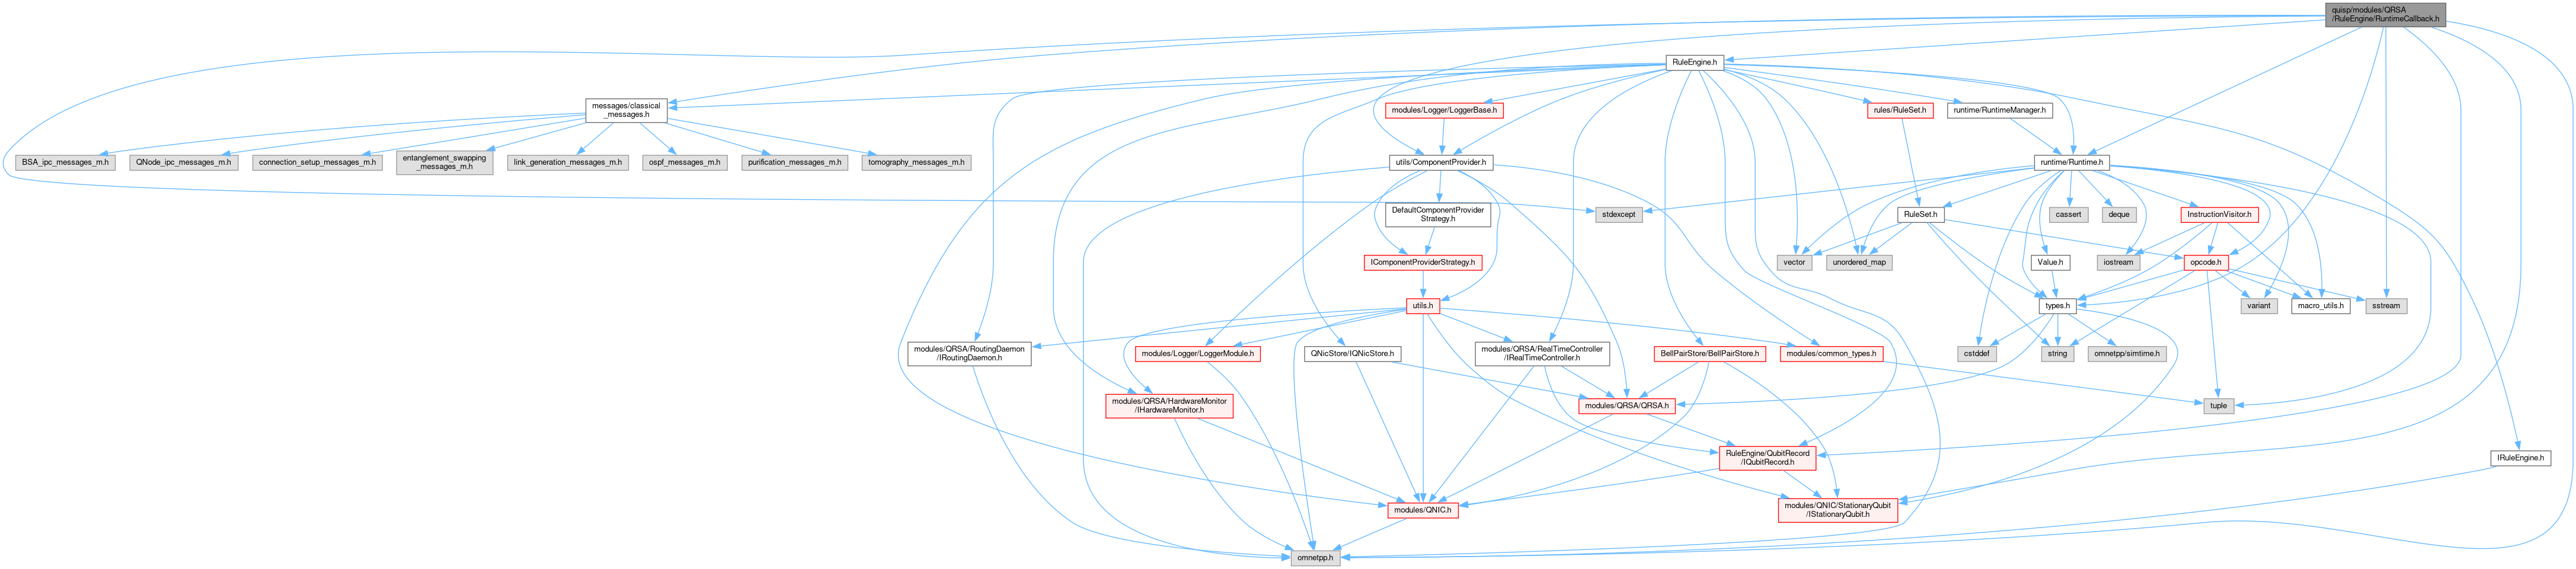 quisp/modules/QRSA
/RuleEngine/RuntimeCallback.h
RuleEngine.h
messages/classical
_messages.h
modules/Logger/LoggerBase.h
rules/RuleSet.h
runtime/RuntimeManager.h
BSA_ipc_messages_m.h
QNode_ipc_messages_m.h
connection_setup_messages_m.h
entanglement_swapping
_messages_m.h
link_generation_messages_m.h
ospf_messages_m.h
purification_messages_m.h
tomography_messages_m.h
utils/ComponentProvider.h
runtime/Runtime.h
DefaultComponentProvider
Strategy.h
stdexcept
RuleSet.h
cassert
deque
InstructionVisitor.h
IComponentProviderStrategy.h
vector
unordered_map
iostream
Value.h
opcode.h
utils.h
types.h
variant
macro_utils.h
sstream
modules/QRSA/RoutingDaemon
/IRoutingDaemon.h
modules/Logger/LoggerModule.h
QNicStore/IQNicStore.h
modules/QRSA/RealTimeController
/IRealTimeController.h
BellPairStore/BellPairStore.h
modules/common_types.h
cstddef
string
omnetpp/simtime.h
modules/QRSA/HardwareMonitor
/IHardwareMonitor.h
modules/QRSA/QRSA.h
tuple
RuleEngine/QubitRecord
/IQubitRecord.h
IRuleEngine.h
modules/QNIC.h
modules/QNIC/StationaryQubit
/IStationaryQubit.h
omnetpp.h